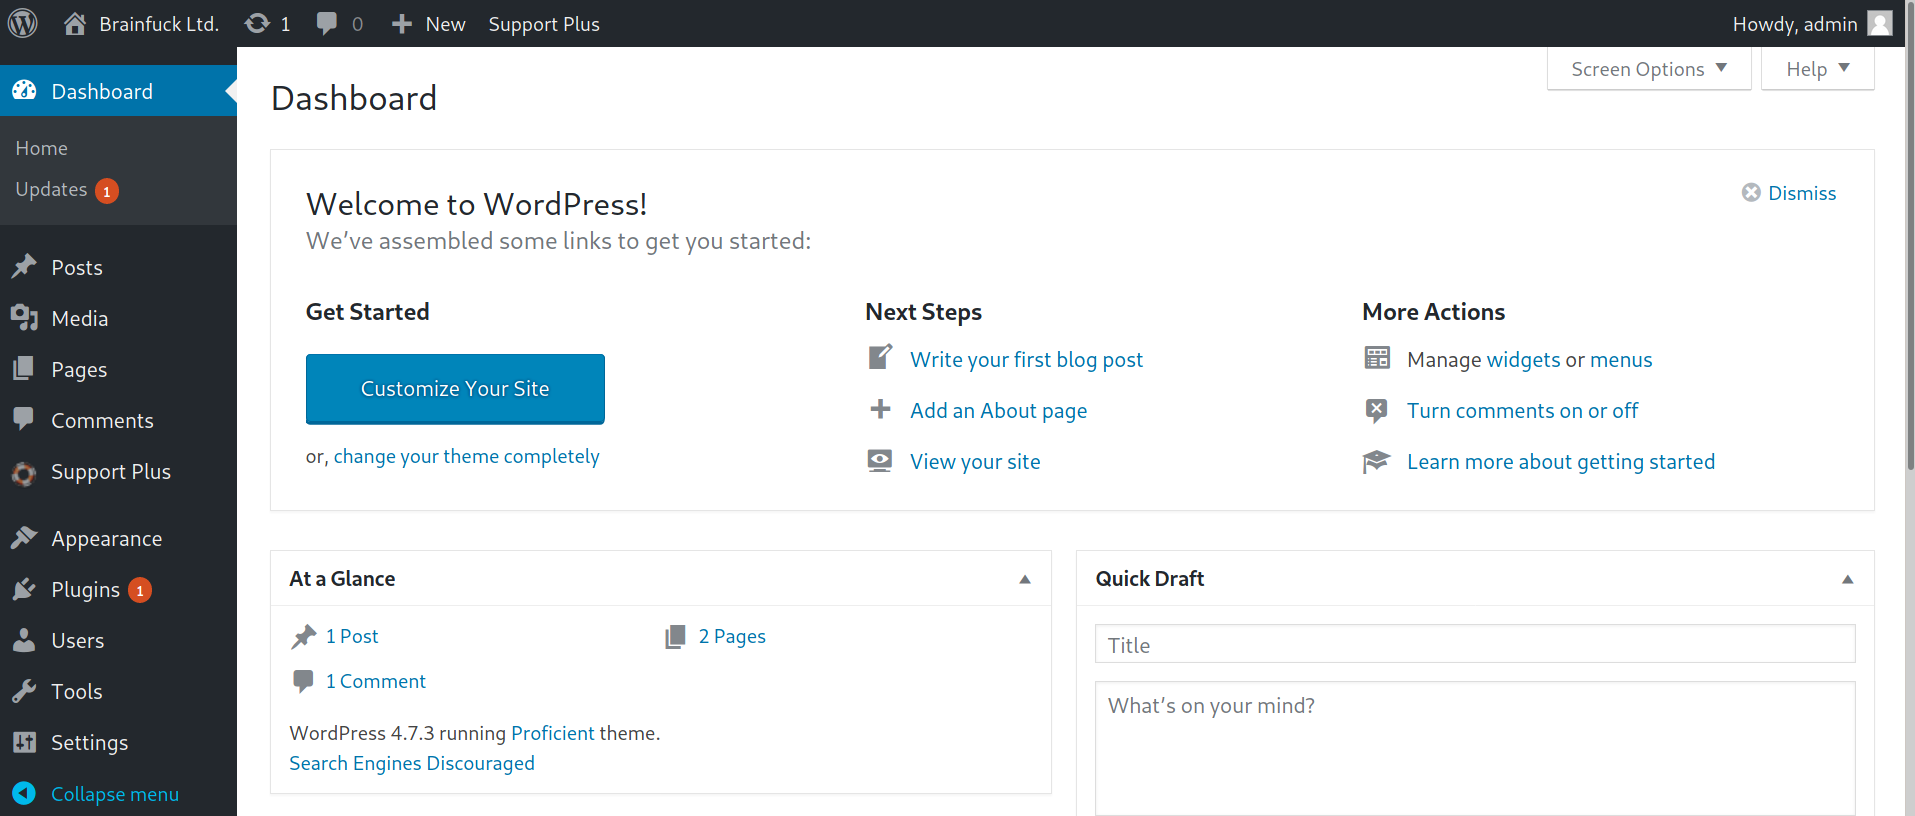 Brainfuck Ltd. 1 0 New Support Plus Howdy, admin
Dashboard
Home
Updates 1
Posts
Media
Pages
Comments
Support Plus
Appearance
Plugins 1
Users
Tools
Settings
Collapse menu
Screen Options Help
Dashboard
Welcome to WordPress!
Dismiss
We've assembled some links to get you started:
Get Started
Customize Your Site
or, change your theme completely
Next Steps
Write your first blog post
Add an About page
View your site
More Actions
Manage widgets or menus
Turn comments on or off
Learn more about getting started
At a Glance
1 Post 2 Pages
1 Comment
WordPress 4.7.3 running Proficient theme.
Search Engines Discouraged
Quick Draft
Title
What's on your mind?